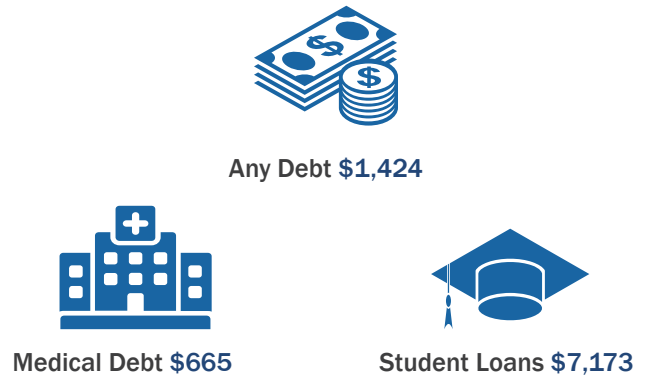 $
$
Any Debt $1,424
Medical Debt $665
Student Loans $7,173